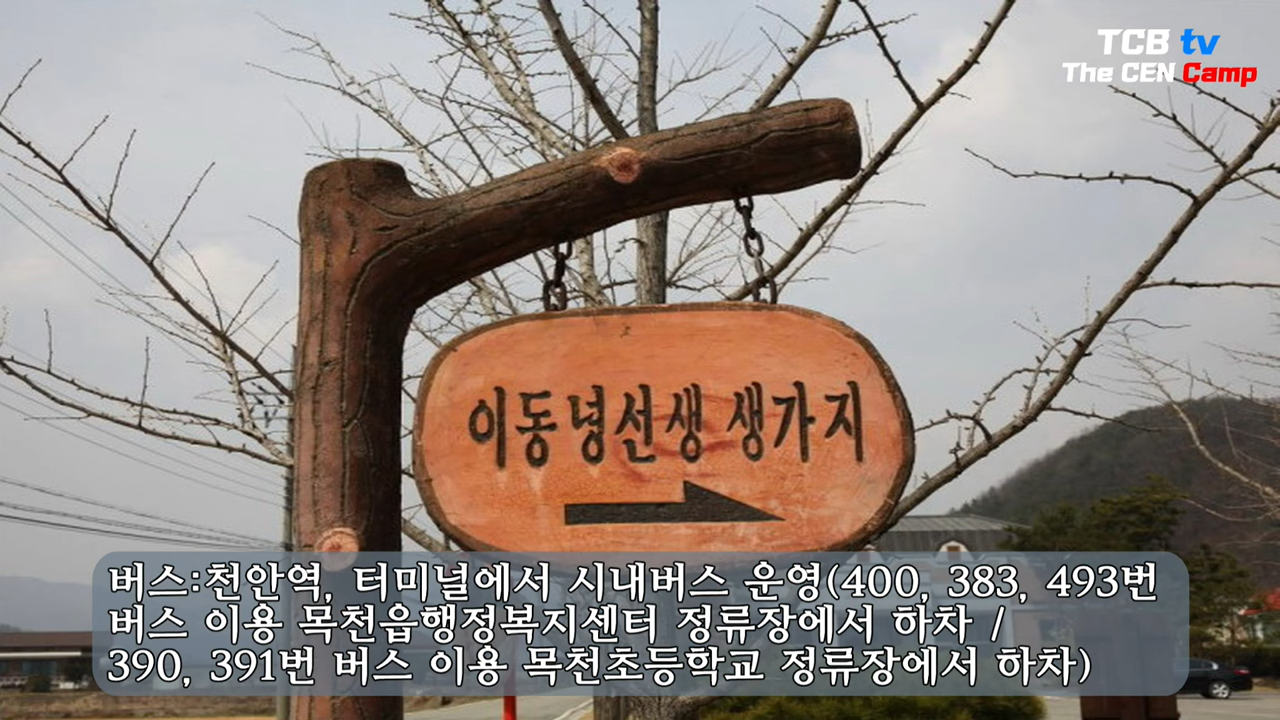 TCB tv
The CEN Camp
이동녕선생 생가지
버스:천안역, 터미널에서 시내버스 운영(400, 383, 493번
버스 이용 목천읍행정복지센터 정류장에서 하차 /
390, 391번 버스 이용 목천초등학교 정류장에서 하차)